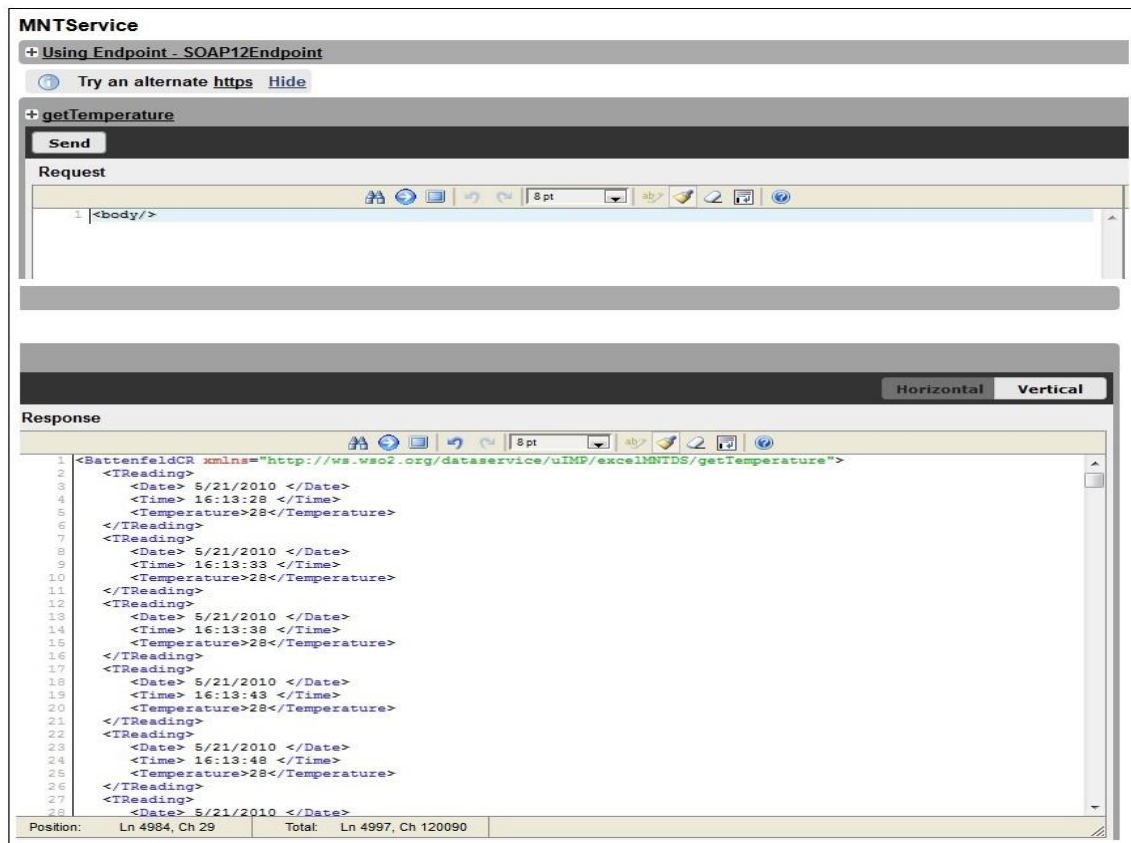 MNTService
+ Using Endpoint - SOAP12Endpoint
Try an alternate https Hide
+ getTemperature
Send
Request
8 pt
1 <body/>
Horizontal Vertical
Response
8 pt
1 <BattenfeldCR xmlns="http://ws.wso2.org/dataservice/uIMP/excelMNTDS/getTemperature">
2 <TReading>
3 <Date> 5/21/2010 </Date>
4 <Time> 16:13:28 </Time>
5 <Temperature>28</Temperature>
6 </TReading>
7 <TReading>
8 <Date> 5/21/2010 </Date>
9 <Time> 16:13:33 </Time>
10 <Temperature>28</Temperature>
11 </TReading>
12 <TReading>
13 <Date> 5/21/2010 </Date>
14 <Time> 16:13:38 </Time>
15 <Temperature>28</Temperature>
16 </TReading>
17 <TReading>
18 <Date> 5/21/2010 </Date>
19 <Time> 16:13:43 </Time>
20 <Temperature>28</Temperature>
21 </TReading>
22 <TReading>
23 <Date> 5/21/2010 </Date>
24 <Time> 16:13:48 </Time>
25 <Temperature>28</Temperature>
26 </TReading>
27 <TReading>
28 <Date> 5/21/2010 </Date>
Position: Ln 4984, Ch 29 Total: Ln 4997, Ch 120090